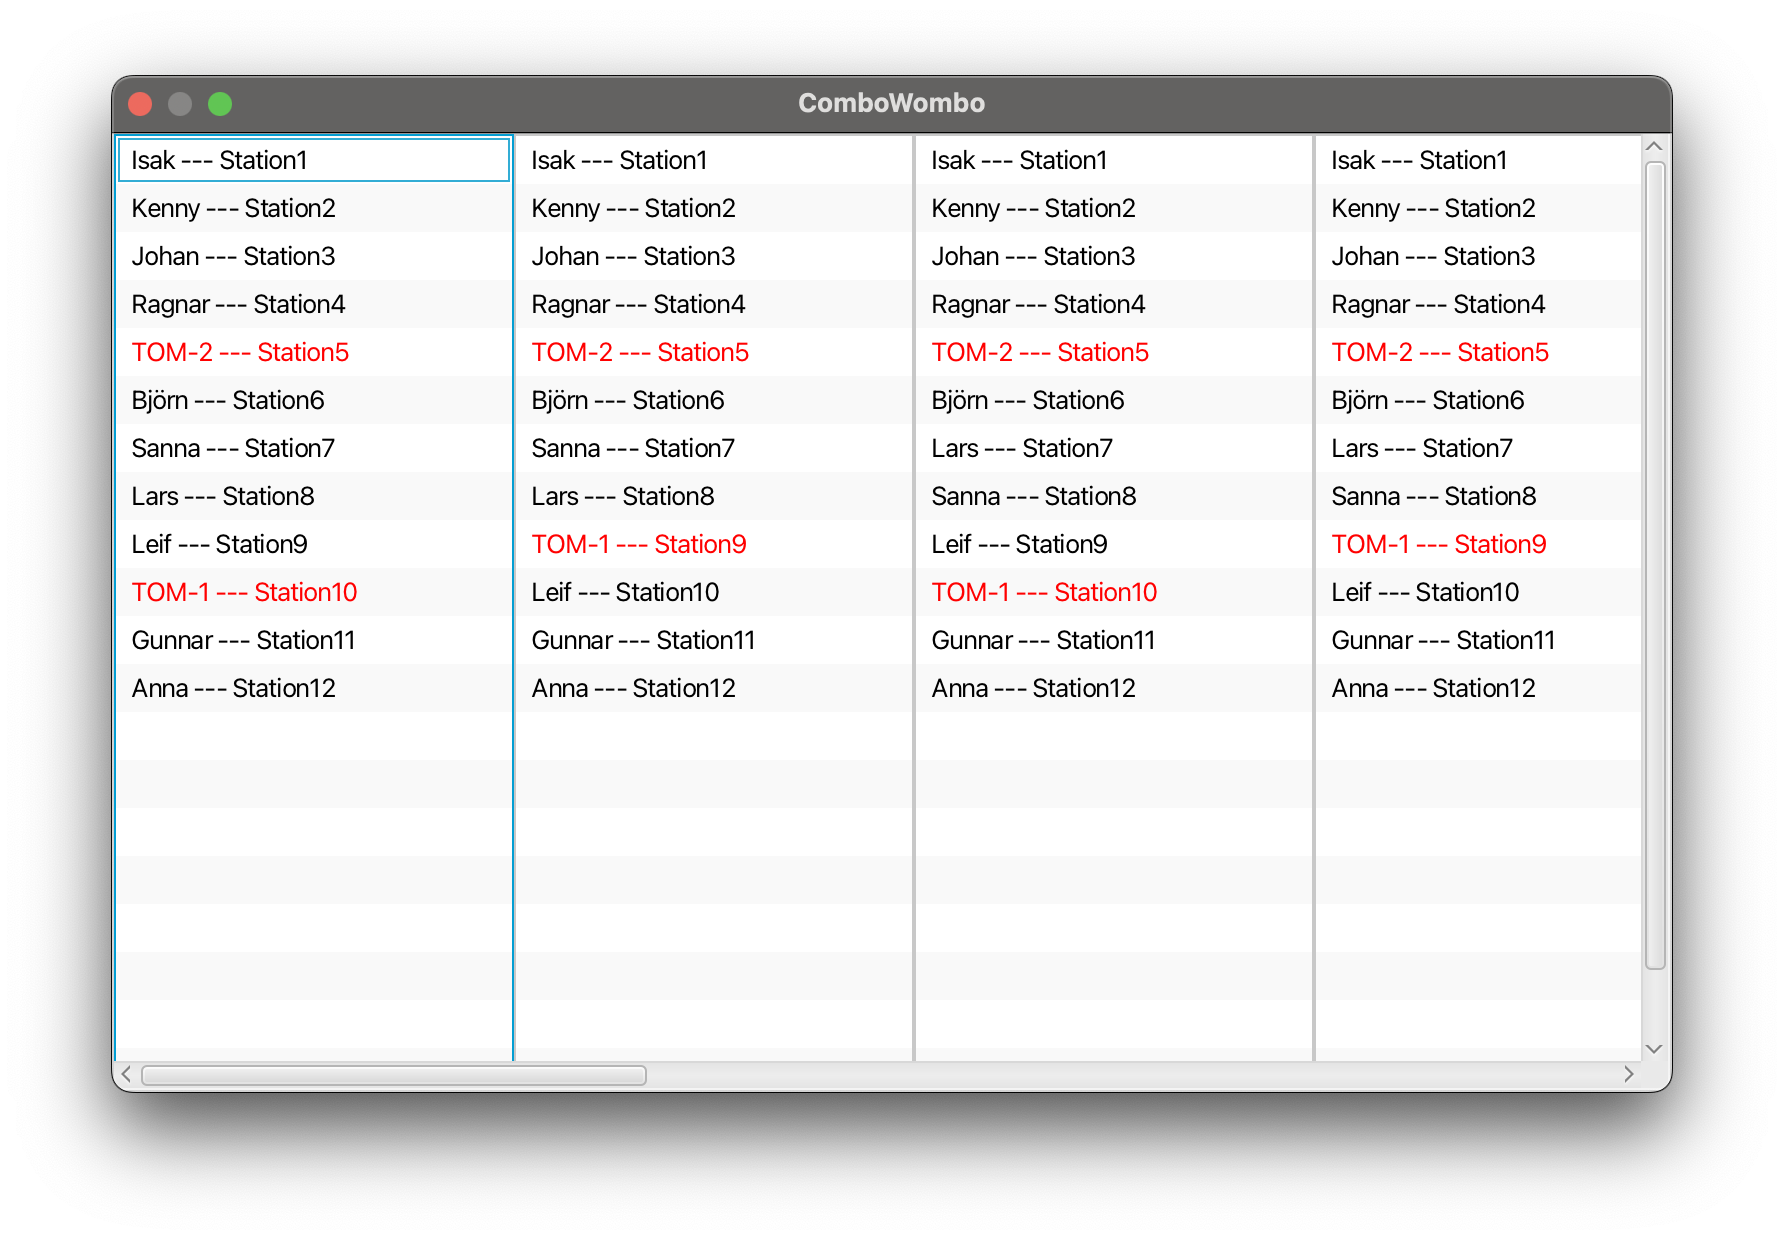 ComboWombo
Isak --- Station1
Kenny --- Station2
Johan --- Station3
Ragnar --- Station4
TOM-2 --- Station5
Björn --- Station6
Sanna --- Station7
Lars --- Station8
Leif --- Station9
TOM-1 --- Station10
Gunnar --- Station11
Anna --- Station12
Isak --- Station1
Kenny --- Station2
Johan --- Station3
Ragnar --- Station4
TOM-2 --- Station5
Björn --- Station6
Sanna --- Station7
Lars --- Station8
TOM-1 --- Station9
Leif --- Station10
Gunnar --- Station11
Anna --- Station12
Isak --- Station1
Kenny --- Station2
Johan --- Station3
Ragnar --- Station4
TOM-2 --- Station5
Björn --- Station6
Lars --- Station7
Sanna --- Station8
Leif --- Station9
TOM-1 --- Station10
Gunnar --- Station11
Anna --- Station12
Isak --- Station1
Kenny --- Station2
Johan --- Station3
Ragnar --- Station4
TOM-2 --- Station5
Björn --- Station6
Lars --- Station7
Sanna --- Station8
TOM-1 --- Station9
Leif --- Station10
Gunnar --- Station11
Anna --- Station12